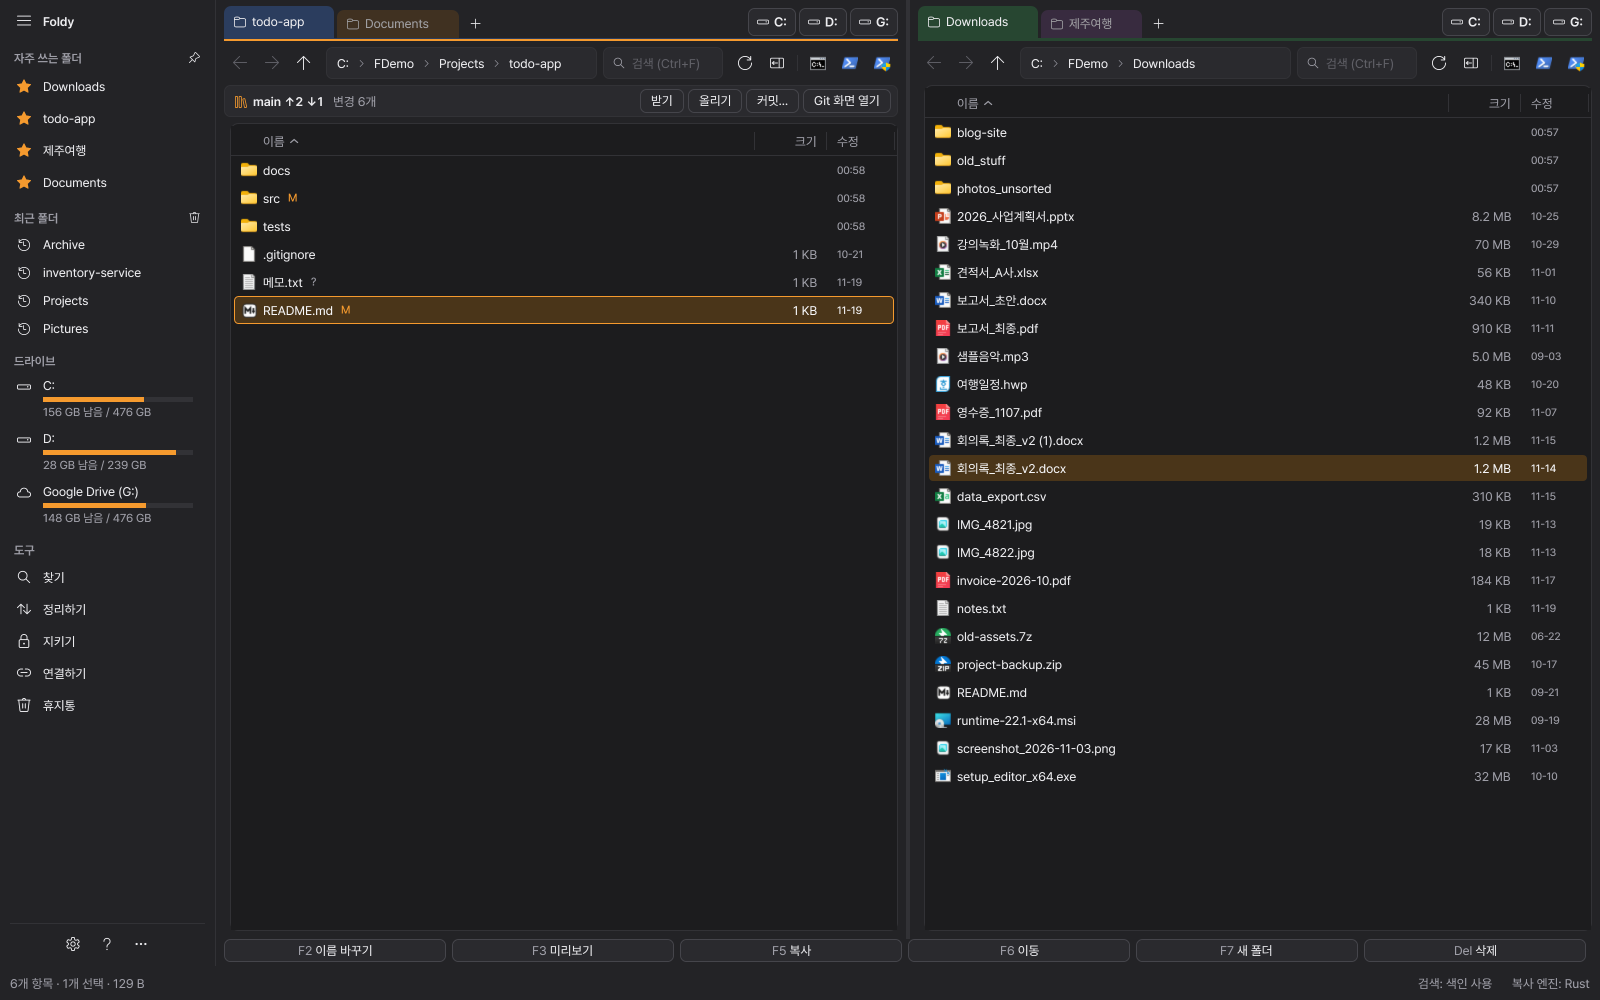 Foldy
자주 쓰는 폴더
Downloads
todo-app
제주여행
Documents
최근 폴더
Archive
inventory-service
Projects
Pictures
드라이브
C:
156 GB 남음 / 476 GB
D:
28 GB 남음 / 239 GB
Google Drive (G:)
148 GB 남음 / 476 GB
도구
찾기
정리하기
지키기
연결하기
휴지통
todo-app Documents C: D: G:
C: FDemo Projects todo-app 검색 (Ctrl+F)
main ↑2 ↓1 변경 6개 받기 올리기 커밋... Git 화면 열기
이름 크기 수정
docs 00:58
src M 00:58
tests 00:58
.gitignore 1 KB 10-21
메모.txt ? 1 KB 11-19
README.md M 1 KB 11-19
Downloads 제주여행 C: D: G:
C: FDemo Downloads 검색 (Ctrl+F)
이름 크기 수정
blog-site 00:57
old_stuff 00:57
photos_unsorted 00:57
2026_사업계획서.pptx 8.2 MB 10-25
강의녹화_10월.mp4 70 MB 10-29
견적서_A사.xlsx 56 KB 11-01
보고서_초안.docx 340 KB 11-10
보고서_최종.pdf 910 KB 11-11
샘플음악.mp3 5.0 MB 09-03
여행일정.hwp 48 KB 10-20
영수증_1107.pdf 92 KB 11-07
회의록_최종_v2 (1).docx 1.2 MB 11-15
회의록_최종_v2.docx 1.2 MB 11-14
data_export.csv 310 KB 11-15
IMG_4821.jpg 19 KB 11-13
IMG_4822.jpg 18 KB 11-13
invoice-2026-10.pdf 184 KB 11-17
notes.txt 1 KB 11-19
old-assets.7z 12 MB 06-22
project-backup.zip 45 MB 10-17
README.md 1 KB 09-21
runtime-22.1-x64.msi 28 MB 09-19
screenshot_2026-11-03.png 17 KB 11-03
setup_editor_x64.exe 32 MB 10-10
F2 이름 바꾸기 F3 미리보기 F5 복사 F6 이동 F7 새 폴더 Del 삭제
6개 항목 · 1개 선택 · 129 B 검색: 색인 사용 복사 엔진: Rust